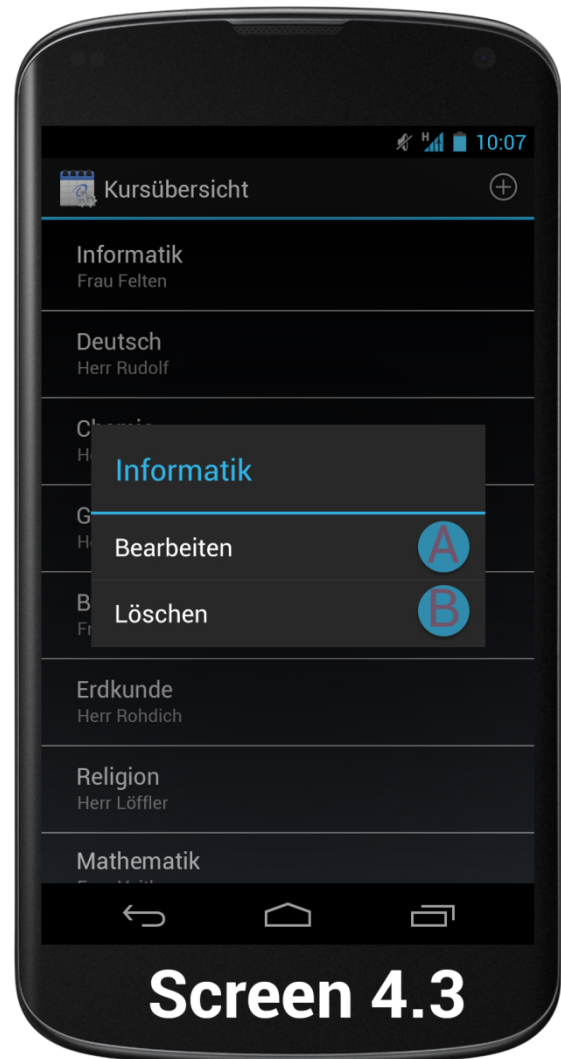 H
10:07
Kursübersicht
Informatik
Frau Felten
Deutsch
Herr Rudolf
Informatik
Bearbeiten A
Löschen B
Erdkunde
Herr Rohdich
Religion
Herr Löffler
Mathematik
Screen 4.3